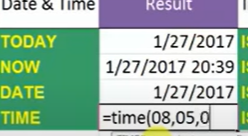 Date & Time Result
TODAY 1/27/2017
NOW 1/27/2017 20:39
DATE 1/27/2017
TIME =time(08,05,0